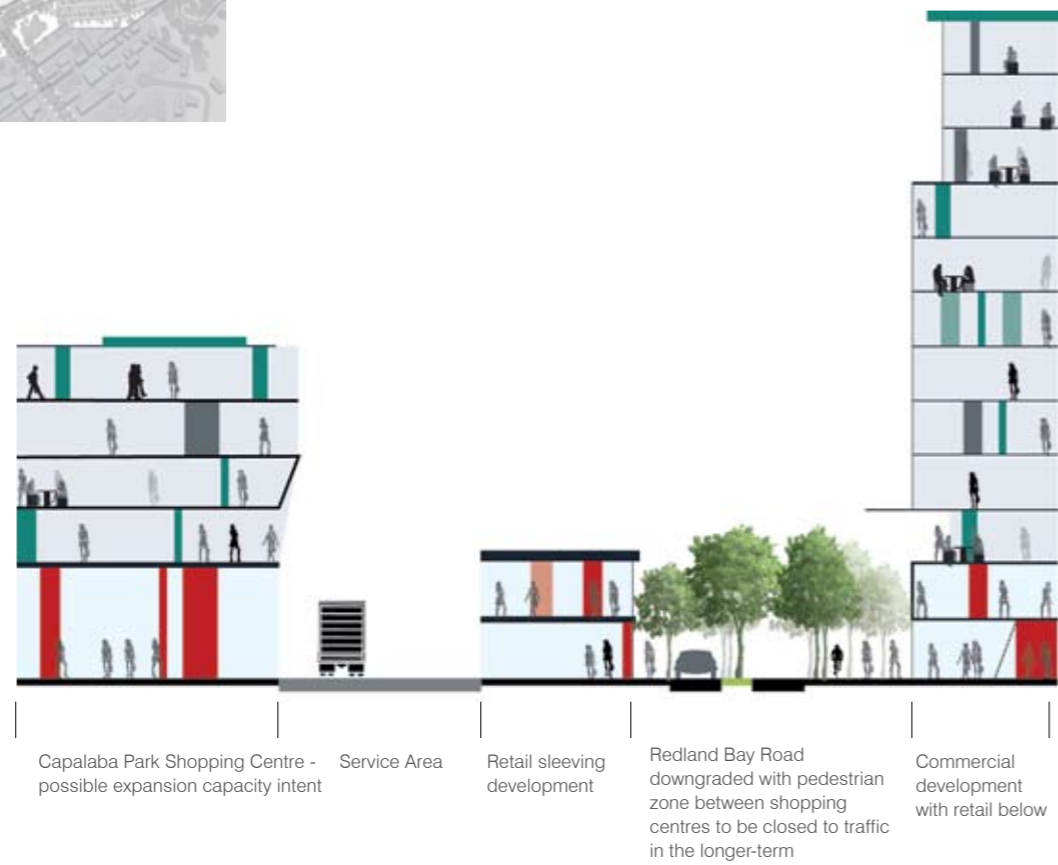 Capalaba Park Shopping Centre -
possible expansion capacity intent
Service Area
Retail sleeving
development
Redland Bay Road
downgraded with pedestrian
zone between shopping
centres to be closed to traffic
in the longer-term
Commercial
development
with retail below